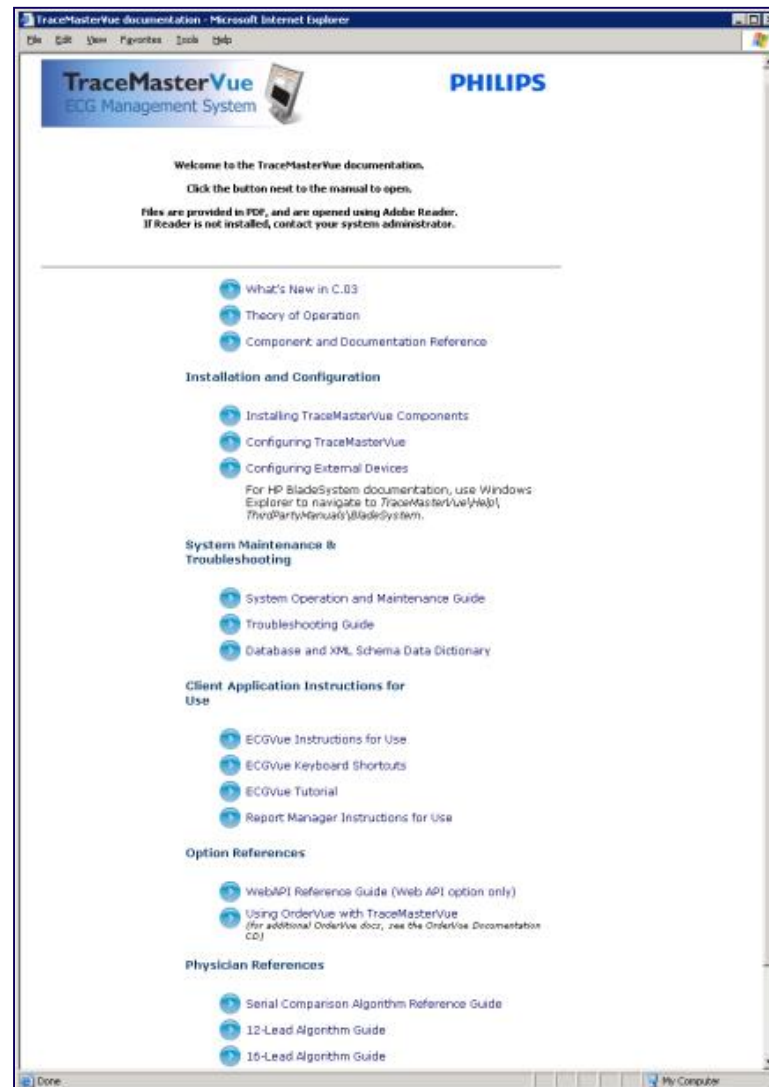 TraceMasterVue documentation - Microsoft Internet Explorer
File Edit View Favorites Tools Help
TraceMasterVue
ECG Management System
PHILIPS
Welcome to the TraceMasterVue documentation.
Click the button next to the manual to open.
Files are provided in PDF, and are opened using Adobe Reader.
If Reader is not installed, contact your system administrator.
What's New in C.03
Theory of Operation
Component and Documentation Reference
Installation and Configuration
Installing TraceMasterVue Components
Configuring TraceMasterVue
Configuring External Devices
For HP BladeSystem documentation, use Windows
Explorer to navigate to TraceMasterVue\Help\
ThirdPartyManuals\BladeSystem.
System Maintenance &
Troubleshooting
System Operation and Maintenance Guide
Troubleshooting Guide
Database and XML Schema Data Dictionary
Client Application Instructions for
Use
ECGVue Instructions for Use
ECGVue Keyboard Shortcuts
ECGVue Tutorial
Report Manager Instructions for Use
Option References
WebAPI Reference Guide (Web API option only)
Using OrderVue with TraceMasterVue
(for additional OrderVue docs, see the OrderVue Documentation
CD)
Physician References
Serial Comparison Algorithm Reference Guide
12-Lead Algorithm Guide
16-Lead Algorithm Guide
Done
My Computer